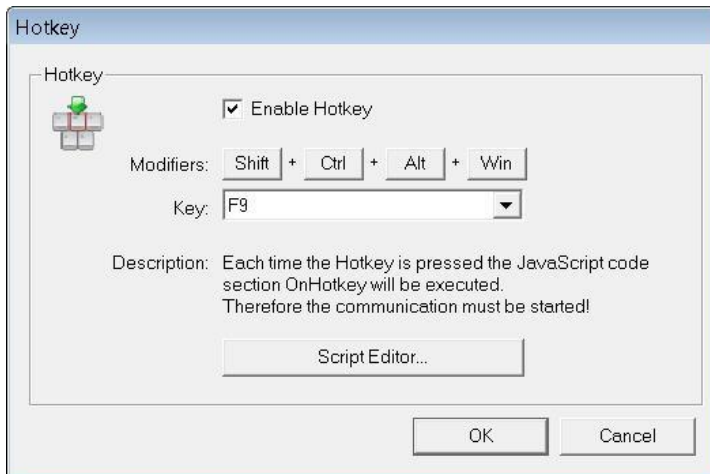 Hotkey
Hotkey
Enable Hotkey
Modifiers: Shift + Ctrl + Alt + Win
Key: F9
Description: Each time the Hotkey is pressed the JavaScript code
section OnHotkey will be executed.
Therefore the communication must be started!
Script Editor...
OK Cancel